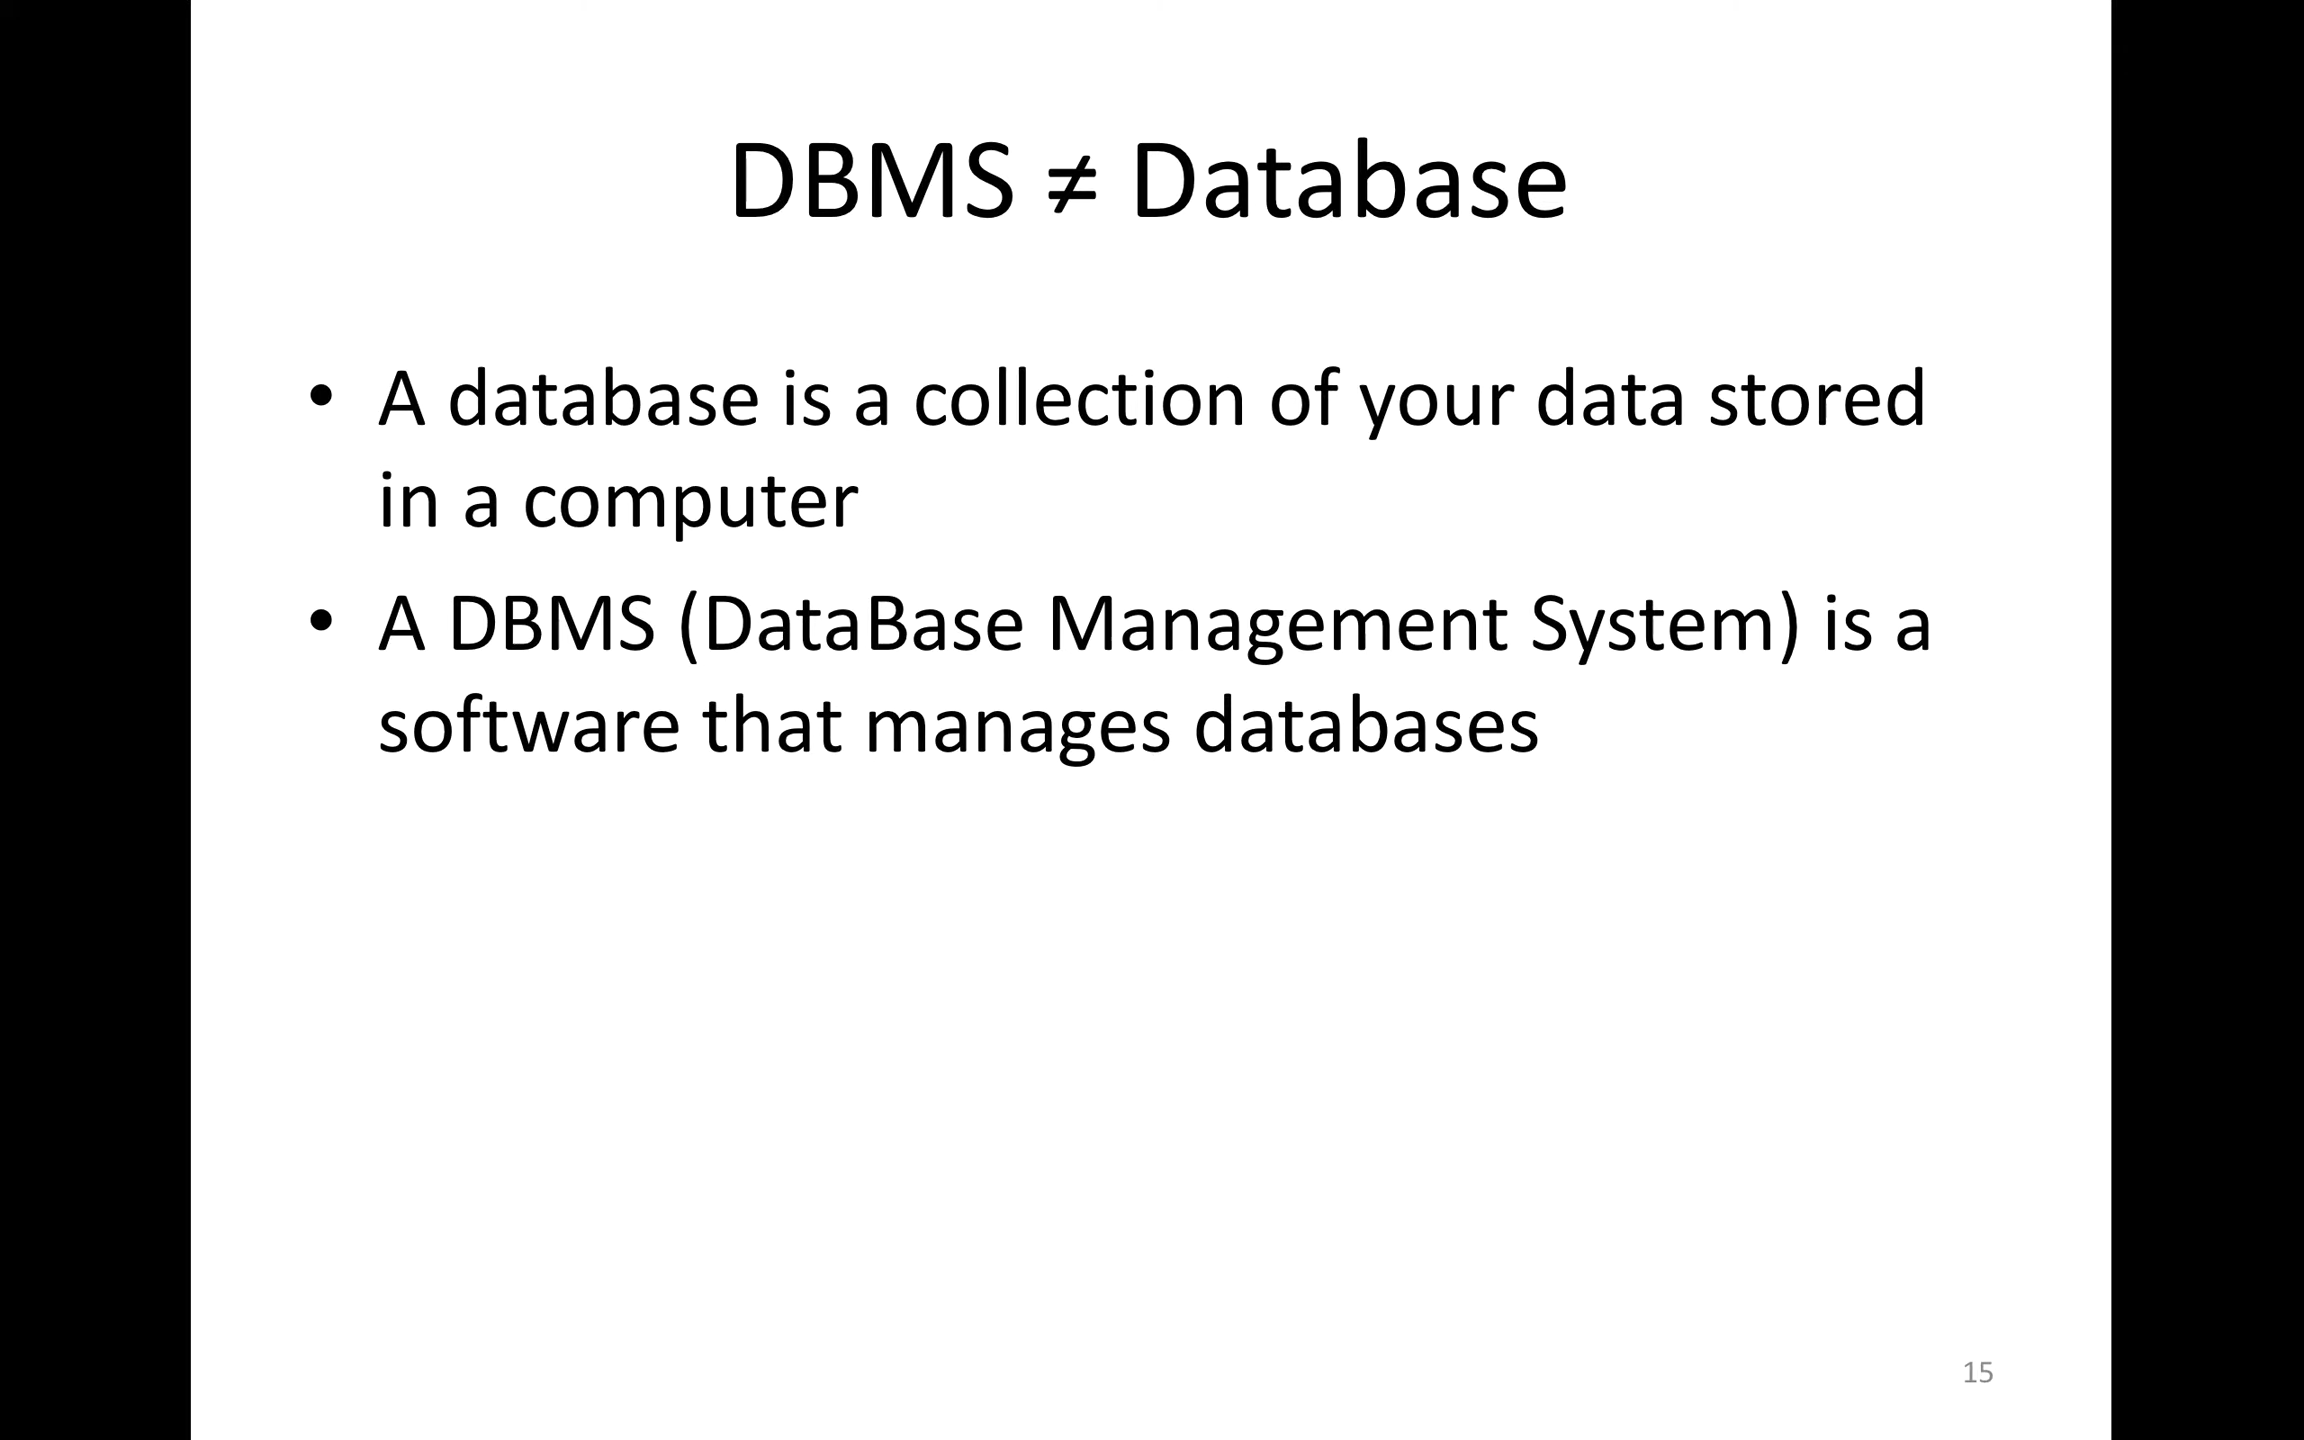 DBMS ≠ Database
• A database is a collection of your data stored
in a computer
• A DBMS (DataBase Management System) is a
software that manages databases
15